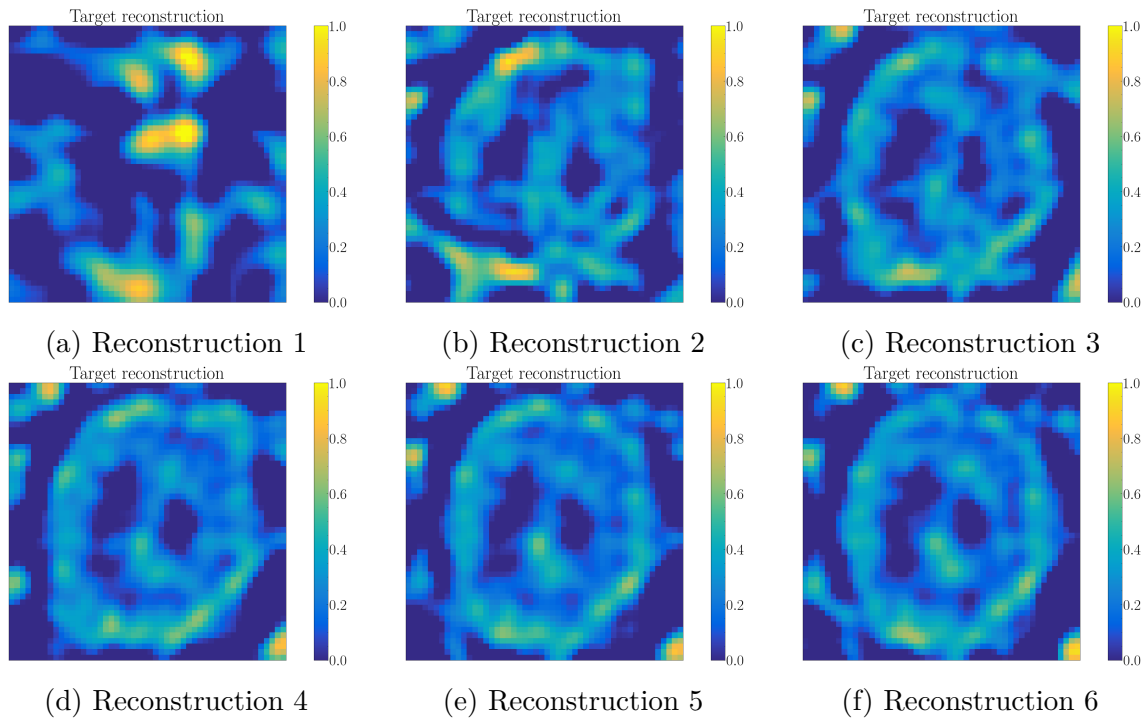 Target reconstruction Target reconstruction Target reconstruction
1.0 1.0 1.0
0.8 0.8 0.8
0.6 0.6 0.6
0.4 0.4 0.4
0.2 0.2 0.2
0.0 0.0 0.0
(a) Reconstruction 1 (b) Reconstruction 2 (c) Reconstruction 3
Target reconstruction Target reconstruction Target reconstruction
1.0 1.0 1.0
0.8 0.8 0.8
0.6 0.6 0.6
0.4 0.4 0.4
0.2 0.2 0.2
0.0 0.0 0.0
(d) Reconstruction 4 (e) Reconstruction 5 (f) Reconstruction 6